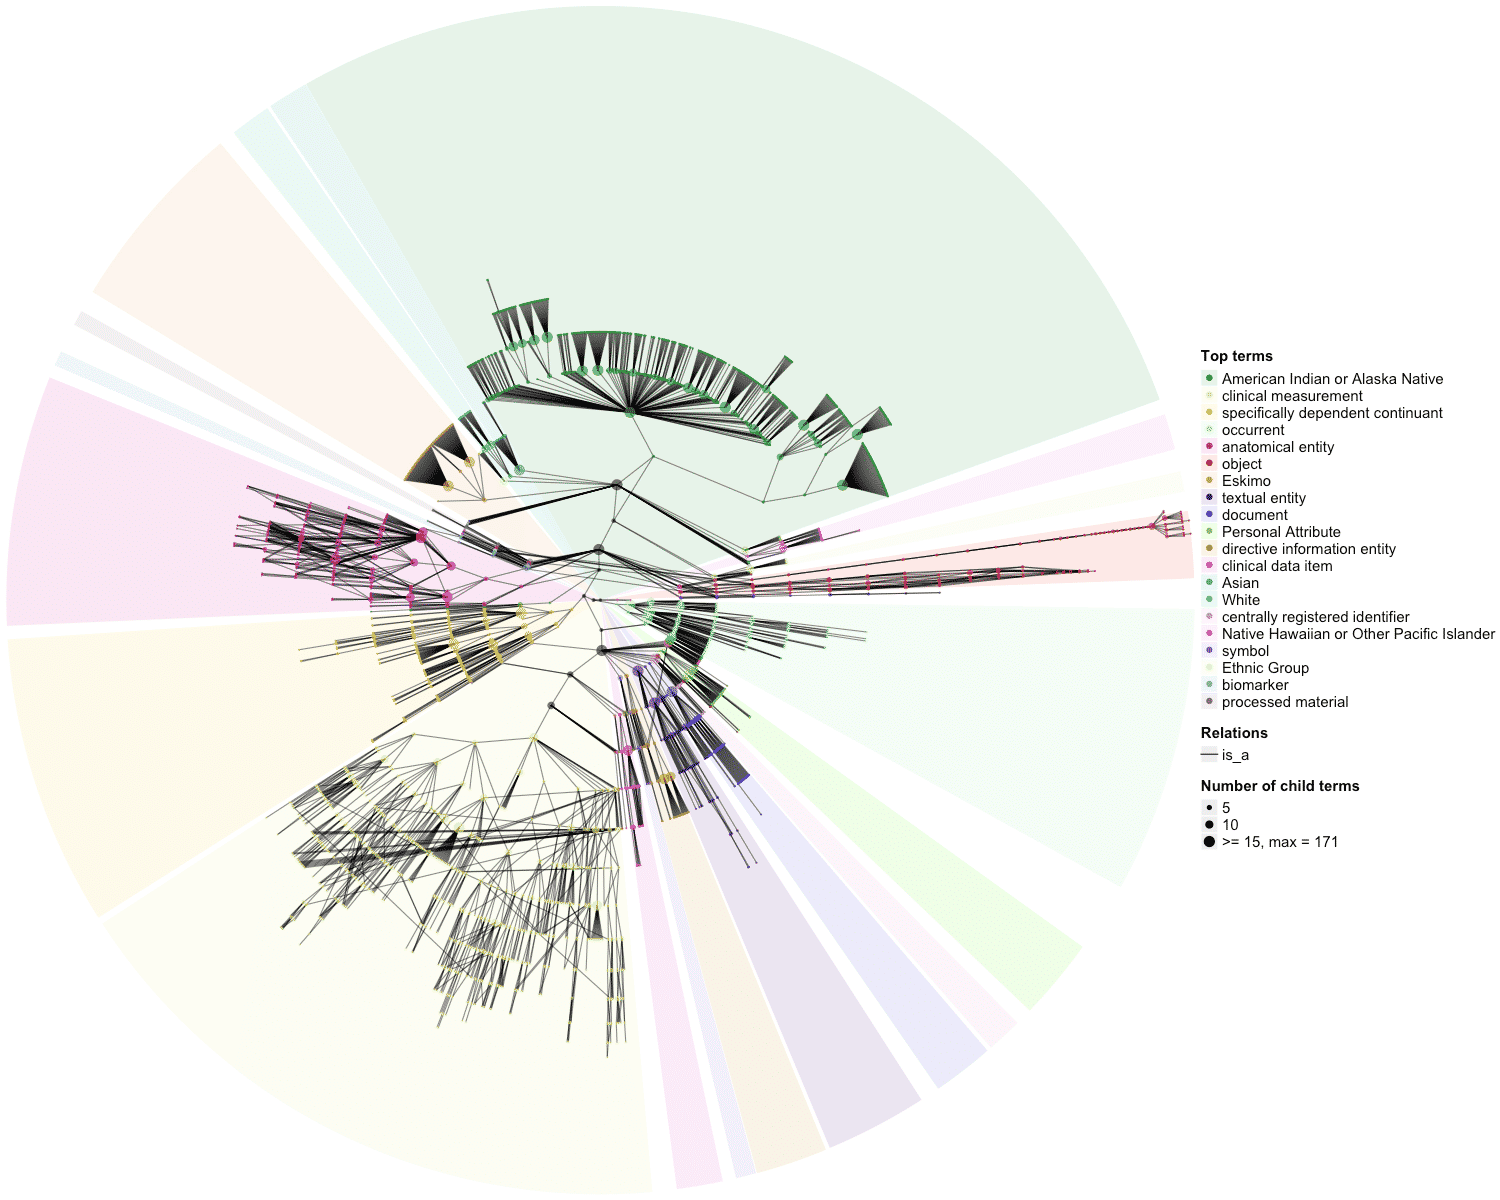 Top terms
American Indian or Alaska Native
clinical measurement
specifically dependent continuant
occurrent
anatomical entity
object
Eskimo
textual entity
document
Personal Attribute
directive information entity
clinical data item
Asian
White
centrally registered identifier
Native Hawaiian or Other Pacific Islander
symbol
Ethnic Group
biomarker
processed material
Relations
is_a
Number of child terms
5
10
>= 15, max = 171